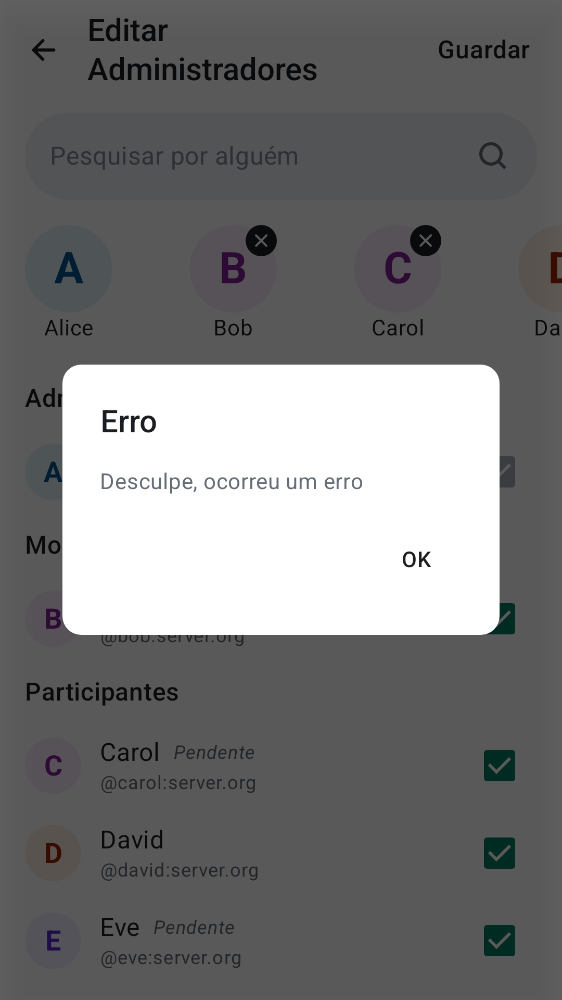 Editar
Administradores
Guardar
Pesquisar por alguém
A
B
C
D
Alice
Bob
Carol
Da
Adr
Erro
A
Desculpe, ocorreu um erro
Mo
OK
B
@bob:server.org
Participantes
C
Carol Pendente
@carol:server.org
D
David
@david:server.org
E
Eve Pendente
@eve:server.org